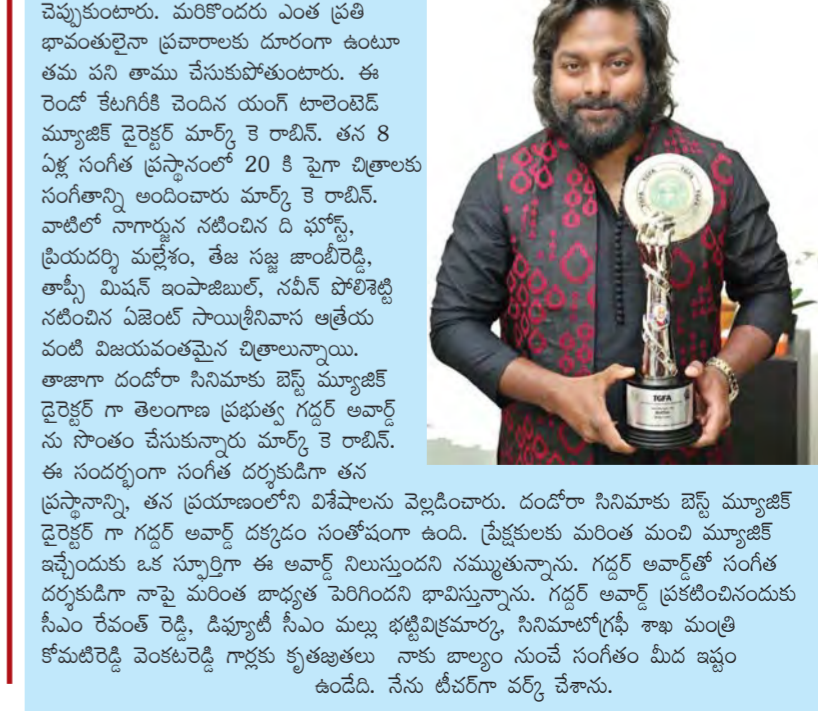 చెప్పుకుంటారు. మరికొందరు ఎంత ప్రతి
భావంతులైనా ప్రచారాలకు దూరంగా ఉంటూ
తమ పని తాము చేసుకుపోతుంటారు. ఈ
రెండో కేటగిరీకి చెందిన యంగ్ టాలెంటెడ్
మ్యూజిక్ డైరెక్టర్ మార్క్ కె రాబిన్. తన 8
ఏళ్ల సంగీత ప్రస్థానంలో 20 కి పైగా చిత్రాలకు
సంగీతాన్ని అందించారు మార్క్ కె రాబిన్.
వాటిలో నాగార్జున నటించిన ది ఘోస్ట్,
ప్రియదర్శి మల్లేశం, తేజ సజ్జ జాంబీరెడ్డి,
తాప్సీ మిషన్ ఇంపాజిబుల్, నవీన్ పోలిశెట్టి
నటించిన ఏజెంట్ సాయిశ్రీనివాస ఆత్రేయ
వంటి విజయవంతమైన చిత్రాలున్నాయి.
తాజాగా దండోరా సినిమాకు బెస్ట్ మ్యూజిక్
డైరెక్టర్ గా తెలంగాణ ప్రభుత్వ గద్దర్ అవార్డ్
ను సొంతం చేసుకున్నారు మార్క్ కె రాబిన్.
ఈ సందర్భంగా సంగీత దర్శకుడిగా తన
ప్రస్థానాన్ని, తన ప్రయాణంలోని విశేషాలను వెల్లడించారు. దండోరా సినిమాకు బెస్ట్ మ్యూజిక్
డైరెక్టర్ గా గద్దర్ అవార్డ్ దక్కడం సంతోషంగా ఉంది. ప్రేక్షకులకు మరింత మంచి మ్యూజిక్
ఇచ్చేందుకు ఒక స్ఫూర్తిగా ఈ అవార్డ్ నిలుస్తుందని నమ్ముతున్నాను. గద్దర్ అవార్డ్‌తో సంగీత
దర్శకుడిగా నాపై మరింత బాధ్యత పెరిగిందని భావిస్తున్నాను. గద్దర్ అవార్డ్ ప్రకటించినందుకు
సీఎం రేవంత్ రెడ్డి, డిఫ్యూటీ సీఎం మల్లు భట్టివిక్రమార్క, సినిమాటోగ్రఫీ శాఖ మంత్రి
కోమటిరెడ్డి వెంకటరెడ్డి గార్లకు కృతజ్ఞతలు నాకు బాల్యం నుంచే సంగీతం మీద ఇష్టం
ఉండేది. నేను టీచర్‌గా వర్క్ చేశాను.
TGFA